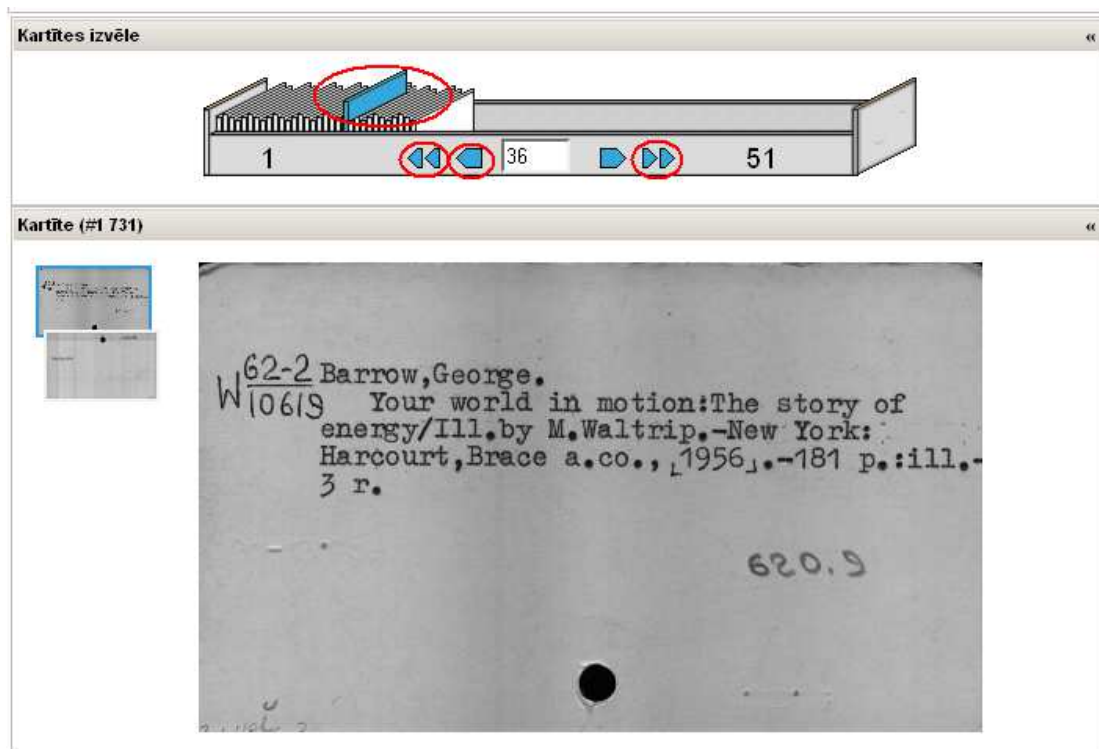 Kartītes izvēle «
1 36 51
Kartīte (#1 731) «
W 62-2 Barrow,George.
10619 Your world in motion:The story of
energy/Ill.by M.Waltrip.-New York:
Harcourt,Brace a.co.,⌊1956⌋.-181 p.:ill.-
3 r.
620.9